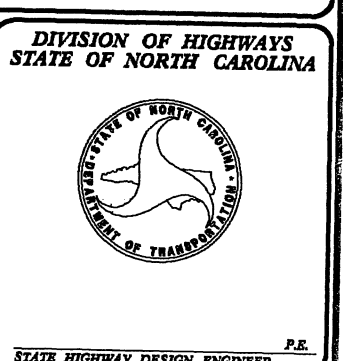 DIVISION OF HIGHWAYS
STATE OF NORTH CAROLINA
STATE OF NORTH CAROLINA
DEPARTMENT OF TRANSPORTATION
P.E.
STATE HIGHWAY DESIGN ENGINEER